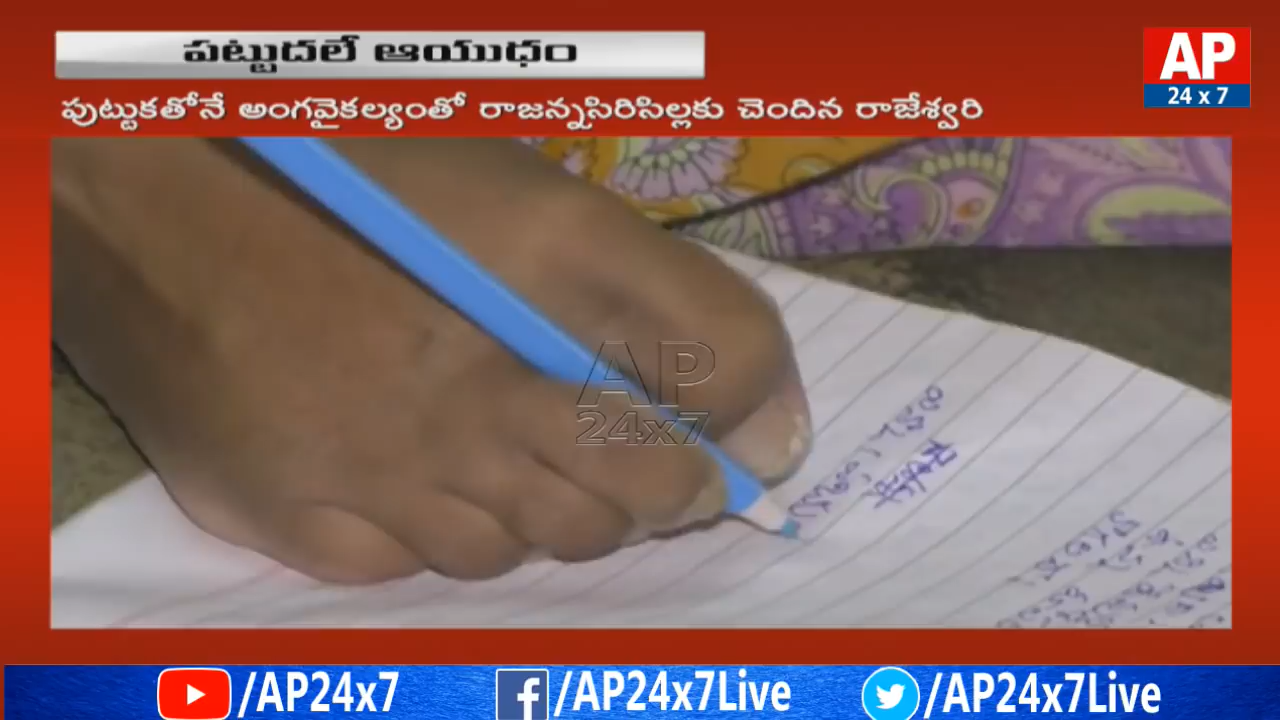 పట్టుదలే ఆయుధం
పుట్టుకతోనే అంగవైకల్యంతో రాజన్నసిరిసిల్లకు చెందిన రాజేశ్వరి
AP
24 x 7
AP
24x7
/AP24x7
/AP24x7Live
/AP24x7Live